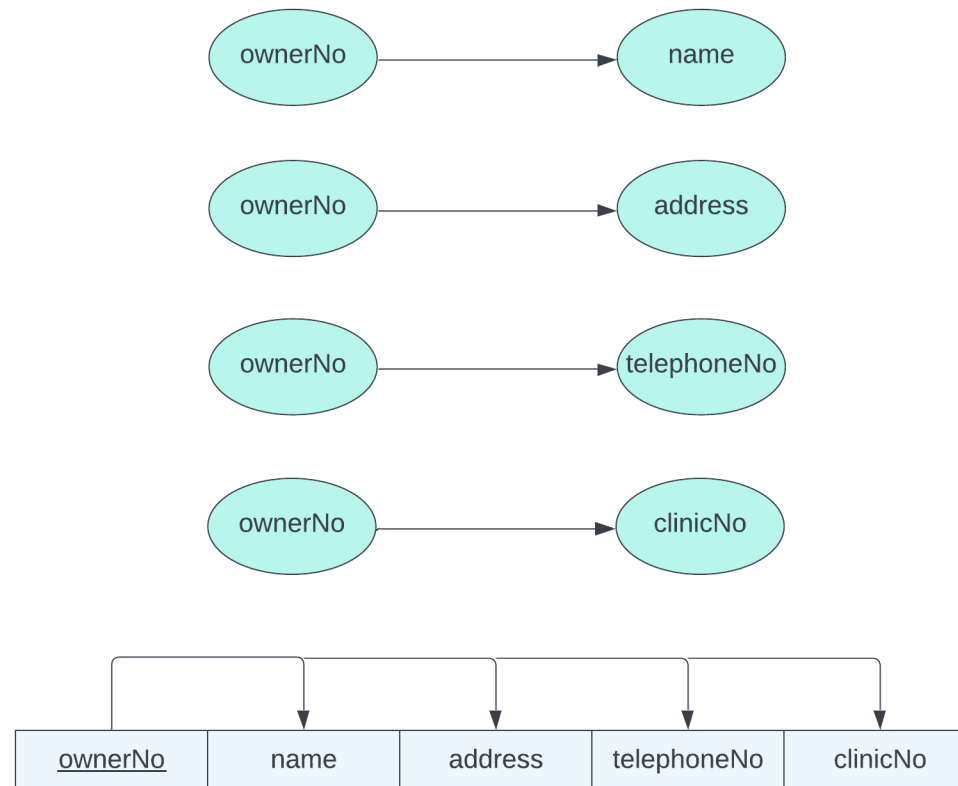 ownerNo name
ownerNo address
ownerNo telephoneNo
ownerNo clinicNo
ownerNo name address telephoneNo clinicNo